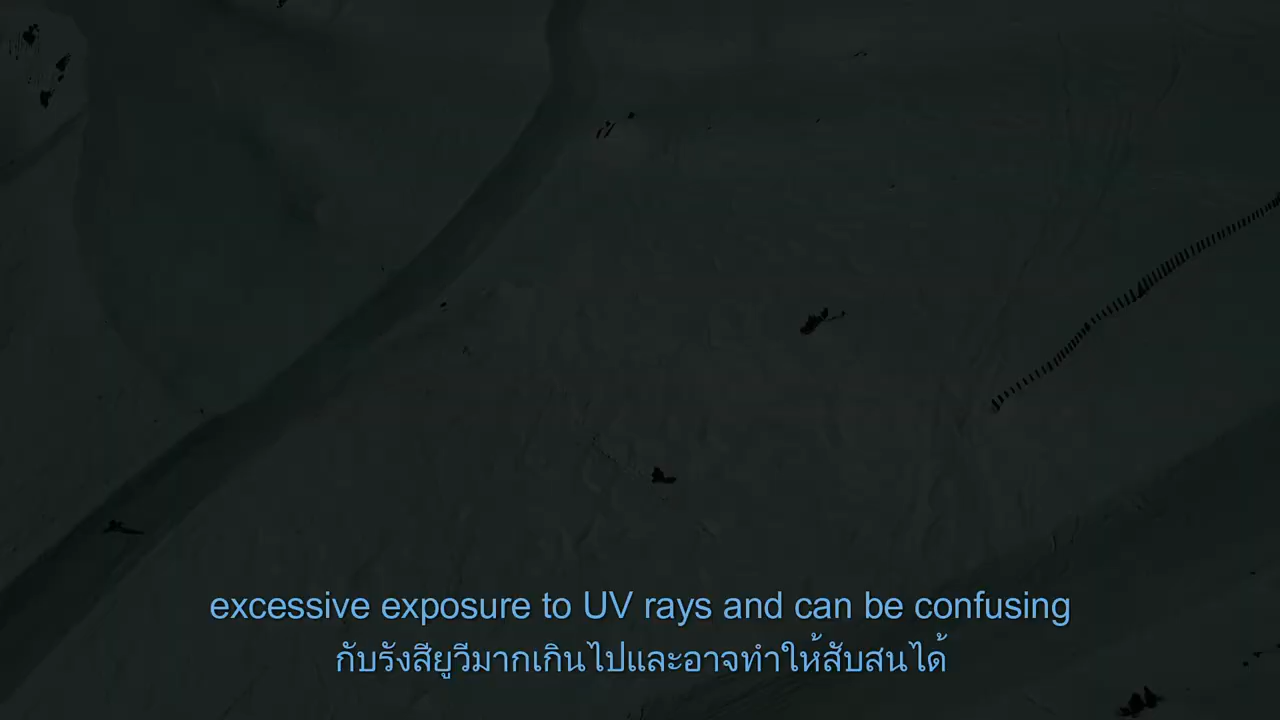 excessive exposure to UV rays and can be confusing
กับรังสียูวีมากเกินไปและอาจทำให้สับสนได้